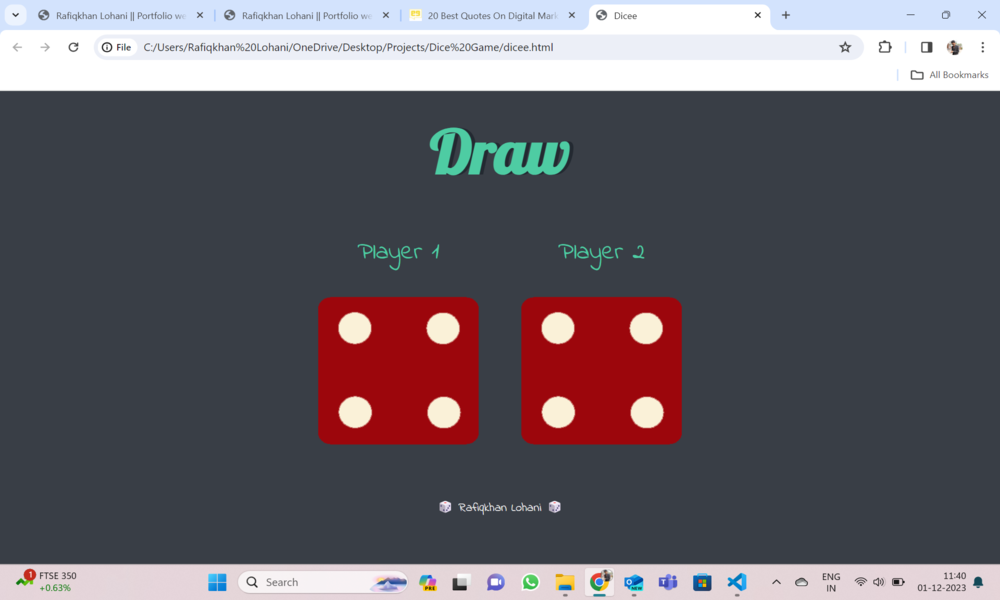 Rafiqkhan Lohani || Portfolio we
Rafiqkhan Lohani || Portfolio we
20 Best Quotes On Digital Mark
Dicee
File
C:/Users/Rafiqkhan%20Lohani/OneDrive/Desktop/Projects/Dice%20Game/dicee.html
All Bookmarks
Draw
Player 1
Player 2
Rafiqkhan Lohani
1
FTSE 350
+0.63%
Search
PRE
NEW
ENG
IN
11:40
01-12-2023